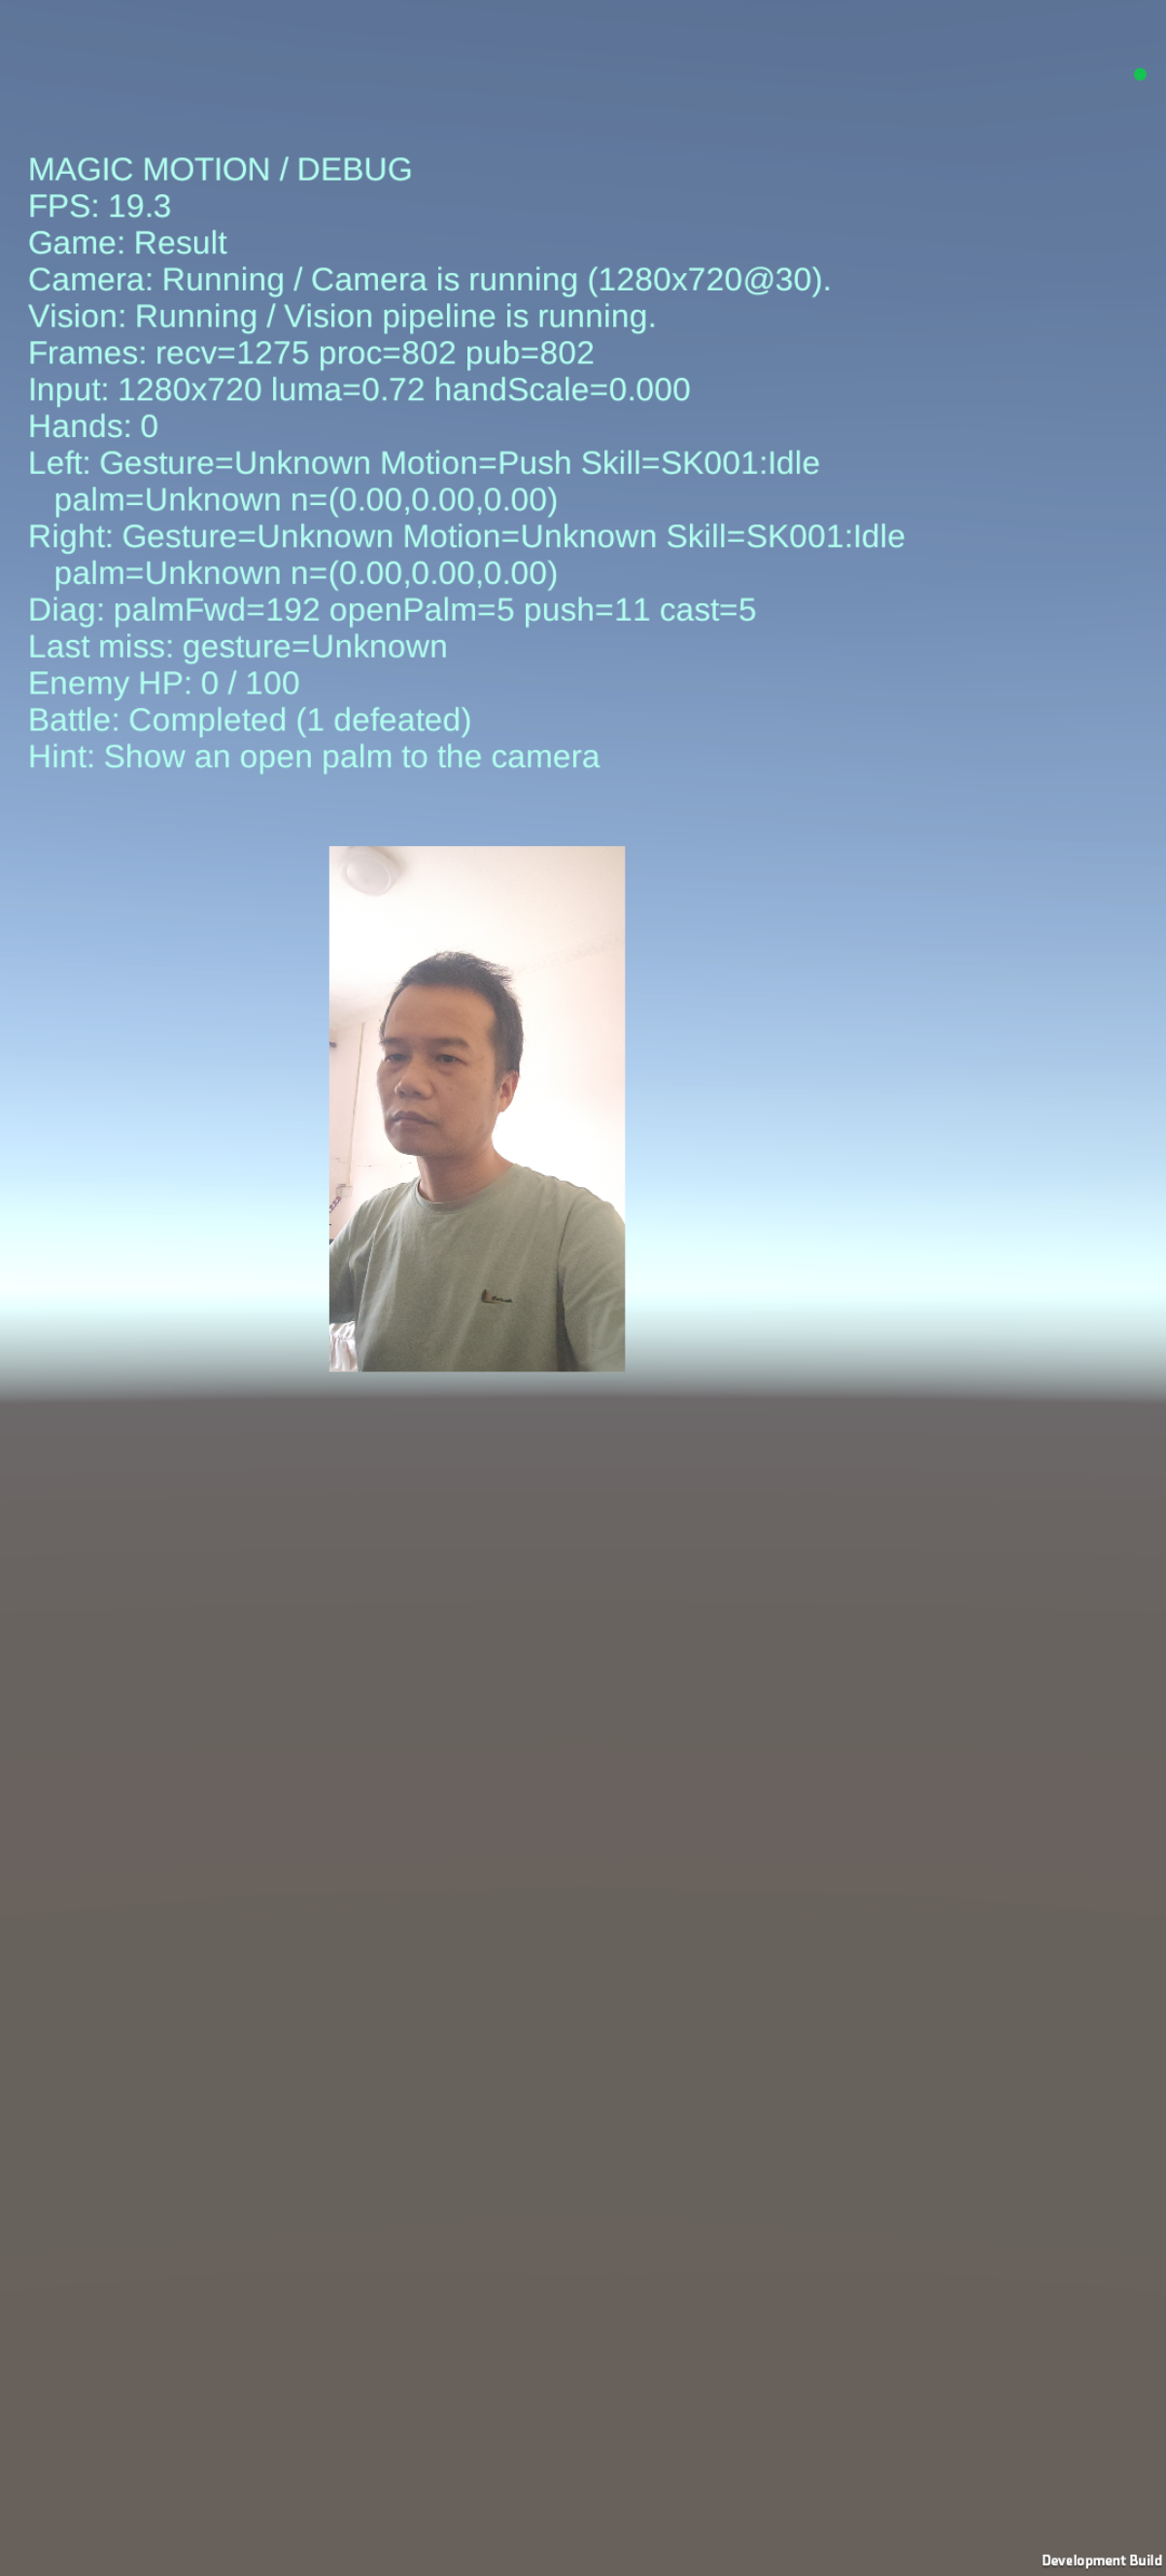 MAGIC MOTION / DEBUG
FPS: 19.3
Game: Result
Camera: Running / Camera is running (1280x720@30).
Vision: Running / Vision pipeline is running.
Frames: recv=1275 proc=802 pub=802
Input: 1280x720 luma=0.72 handScale=0.000
Hands: 0
Left: Gesture=Unknown Motion=Push Skill=SK001:Idle
palm=Unknown n=(0.00,0.00,0.00)
Right: Gesture=Unknown Motion=Unknown Skill=SK001:Idle
palm=Unknown n=(0.00,0.00,0.00)
Diag: palmFwd=192 openPalm=5 push=11 cast=5
Last miss: gesture=Unknown
Enemy HP: 0 / 100
Battle: Completed (1 defeated)
Hint: Show an open palm to the camera
Development Build